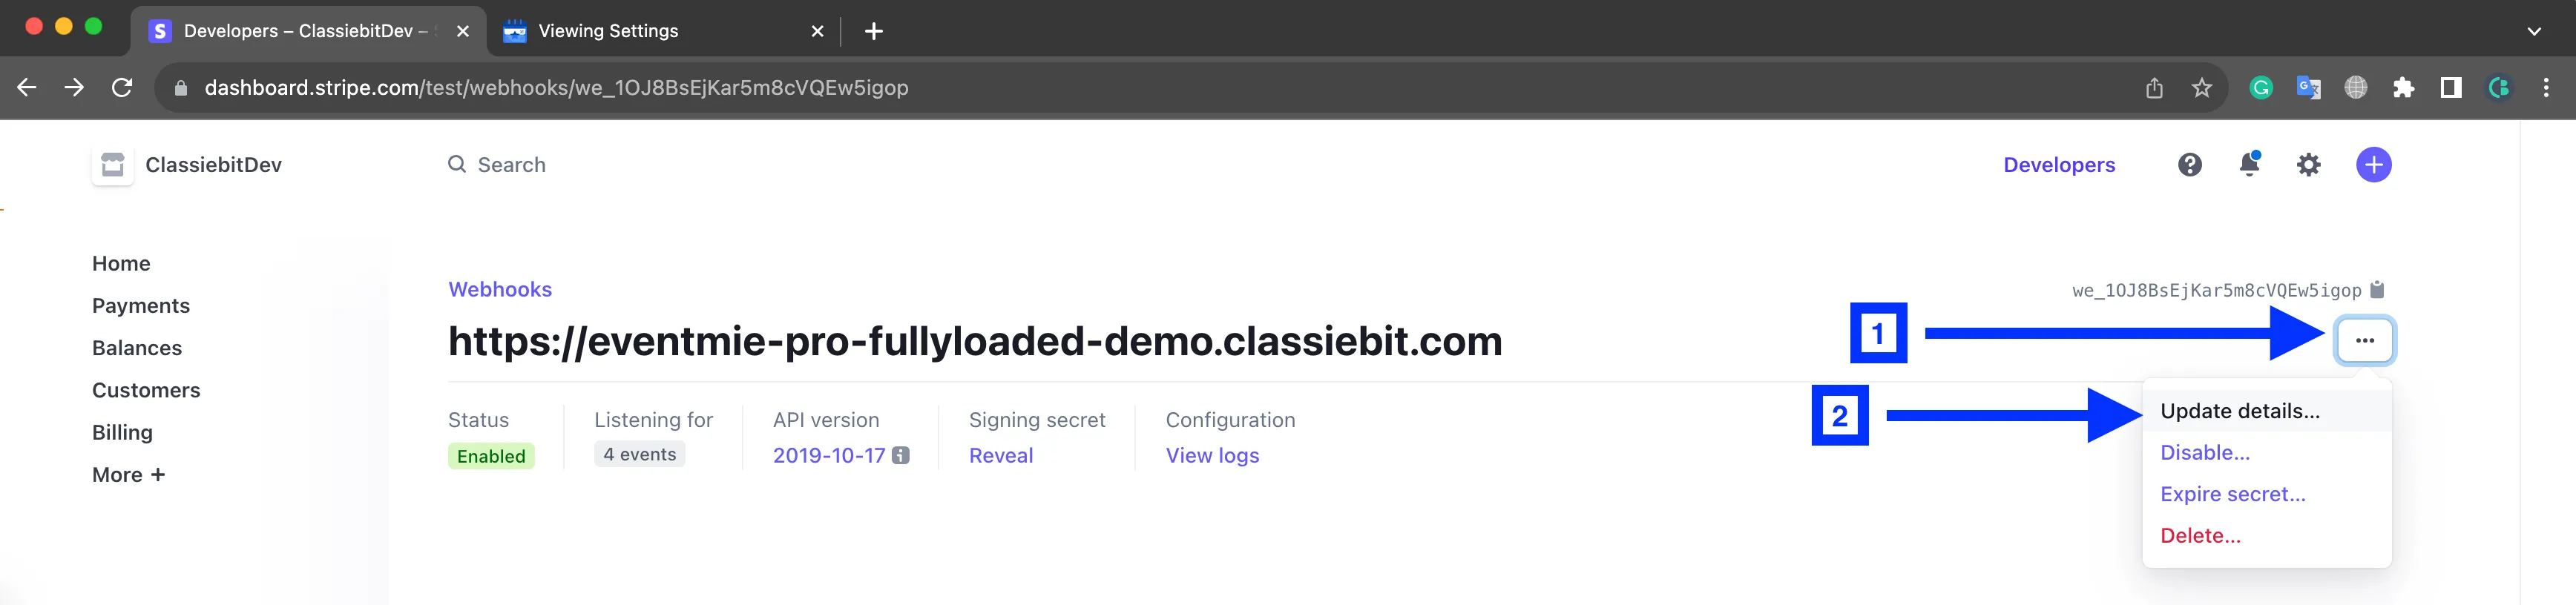 Developers – ClassiebitDev –
Viewing Settings
dashboard.stripe.com/test/webhooks/we_1OJ8BsEjKar5m8cVQEw5igop
ClassiebitDev
Search
Developers
Home
Payments
Balances
Customers
Billing
More +
Webhooks
we_1OJ8BsEjKar5m8cVQEw5igop
https://eventmie-pro-fullyloaded-demo.classiebit.com
1
...
2
Status
Listening for
API version
Signing secret
Configuration
Enabled
4 events
2019-10-17
Reveal
View logs
Update details...
Disable...
Expire secret...
Delete...